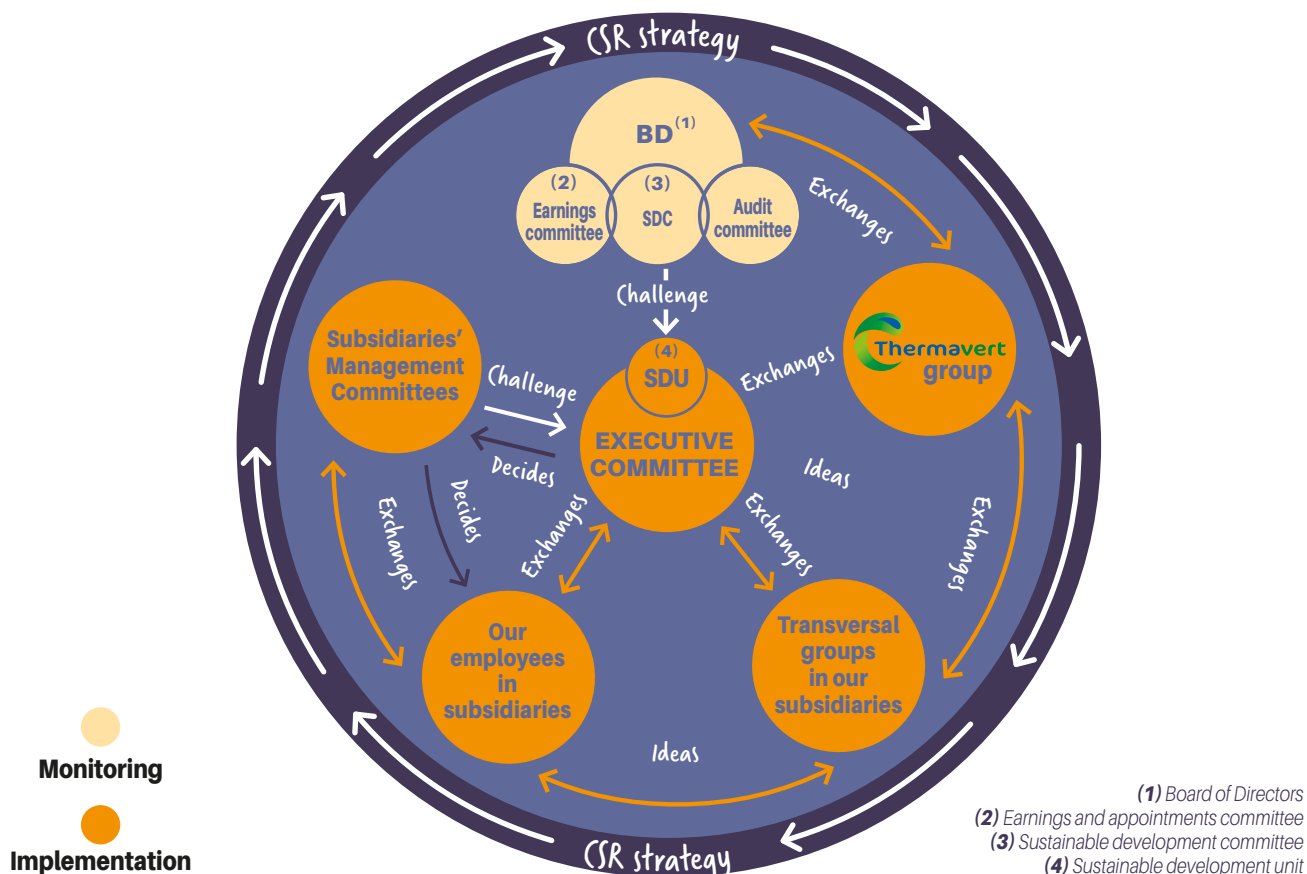 CSR strategy
BD(1)
(2)
Earnings
committee
(3)
SDC
Audit
committee
Exchanges
Challenge
Subsidiaries'
Management
Committees
(4)
SDU
EXECUTIVE
COMMITTEE
Thermavert
group
Exchanges
Challenge
Decides
Ideas
Exchanges
Decides
Exchanges
Exchanges
Exchanges
Our
employees
in
subsidiaries
Transversal
groups
in our
subsidiaries
Ideas
CSR strategy
Monitoring
Implementation
(1) Board of Directors
(2) Earnings and appointments committee
(3) Sustainable development committee
(4) Sustainable development unit